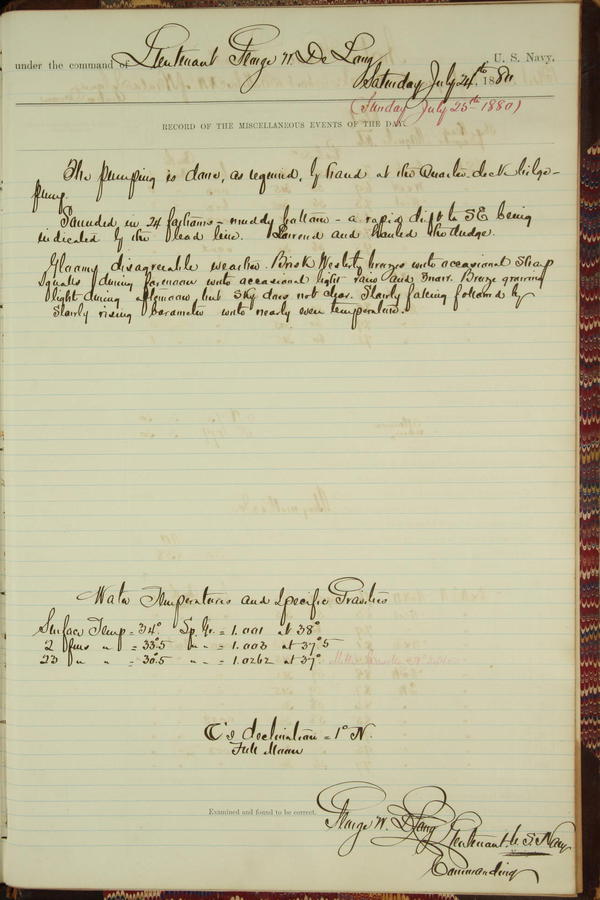 under the command of Lieutenant George W. De Long U. S. Navy.
Saturday July 24th, 1880
(Sunday July 25th 1880)
RECORD OF THE MISCELLANEOUS EVENTS OF THE DAY.
The pumping is done, as required, by hand at the Quarter deck bilge-
pump.
Sounded in 24 fathoms - muddy bottom - a rapid drift to SE being
indicated by the lead line. Lowered and hauled the dredge.
Gloomy disagreeable weather. Brisk Westerly breezes with occasional sharp
squalls during forenoon with occasional light rain and snow. Breeze growing
light during afternoon, but sky does not clear. Slowly falling followed by
slowly rising barometer with nearly even temperature.
Water Temperatures and Specific Gravities
Surface Temp = 34° Sp. Gr. = 1.001 at 38°
2 fms " = 33.5 " " = 1.003 at 37°.5
23 " " = 30.5 " - = 1.0262 at 37°.
☾'s declination = 1° N.
Full Moon
Examined and found to be correct.
George W. De Long Lieutenant U.S. Navy
Commanding